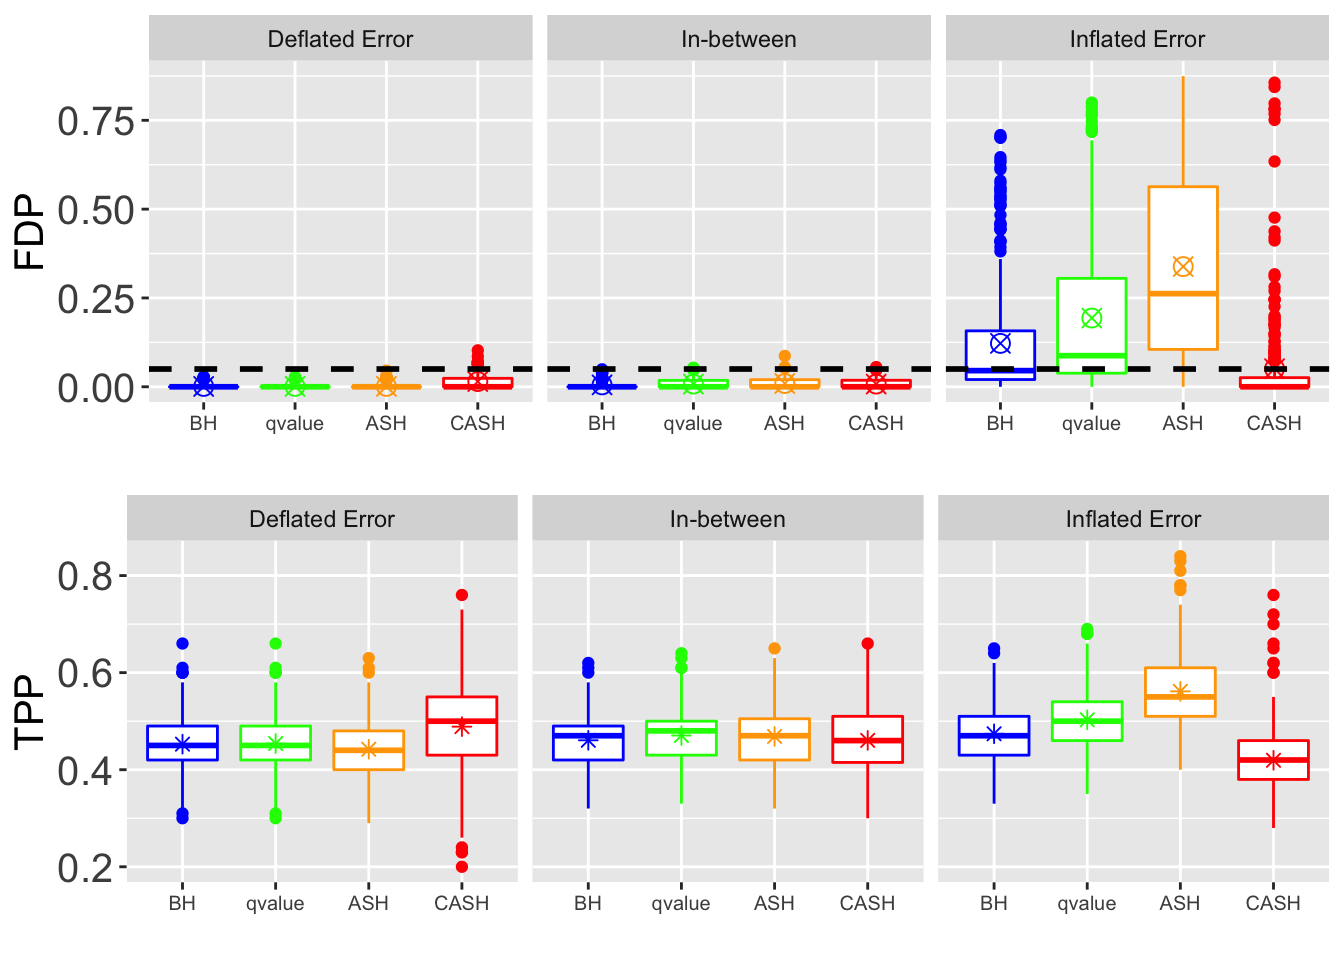 Deflated Error In-between Inflated Error
FDP
0.75
0.50
0.25
0.00
BH qvalue ASH CASH BH qvalue ASH CASH BH qvalue ASH CASH
Deflated Error In-between Inflated Error
TPP
0.8
0.6
0.4
0.2
BH qvalue ASH CASH BH qvalue ASH CASH BH qvalue ASH CASH